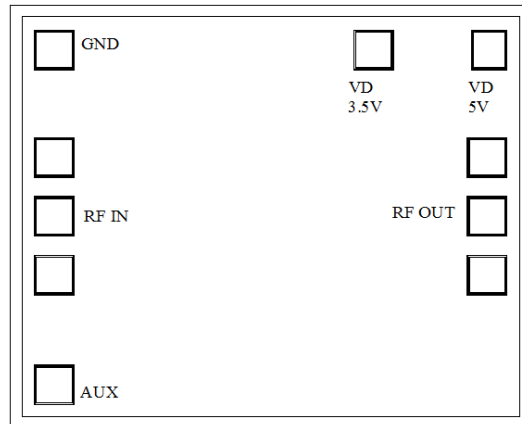 GND
VD
3.5V
VD
5V
RF IN
RF OUT
AUX